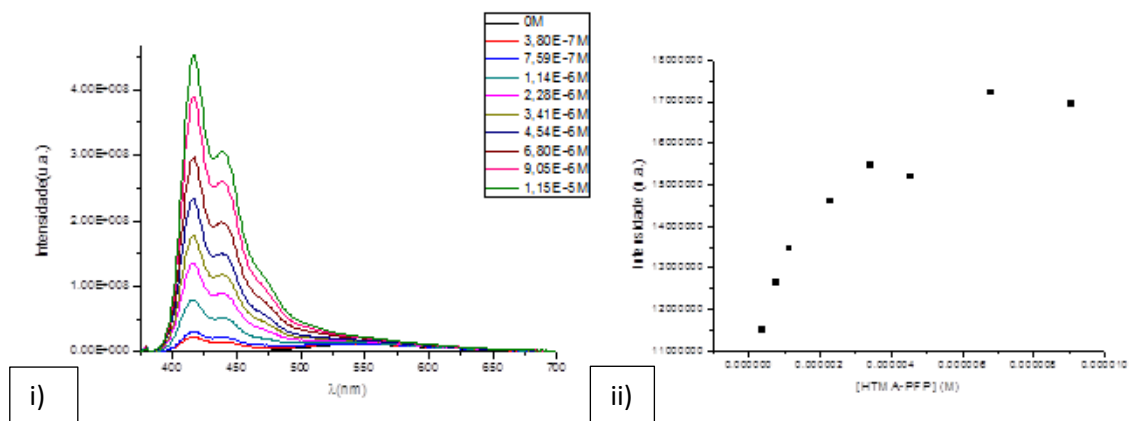 0M
3,80E-7M
7,59E-7M
1,14E-6M
2,28E-6M
3,41E-6M
4,54E-6M
6,80E-6M
9,05E-6M
1,15E-5M
4.00E+008
3.00E+008
2.00E+008
1.00E+008
0.00E+000
Intensidade(u.a.)
400 450 500 550 600 650 700
λ(nm)
i)
18000000
17000000
16000000
15000000
14000000
13000000
12000000
11000000
Intensidade (u.a.)
0.000000 0.000002 0.000004 0.000006 0.000008 0.000010
[HTMA-PFP] (M)
ii)